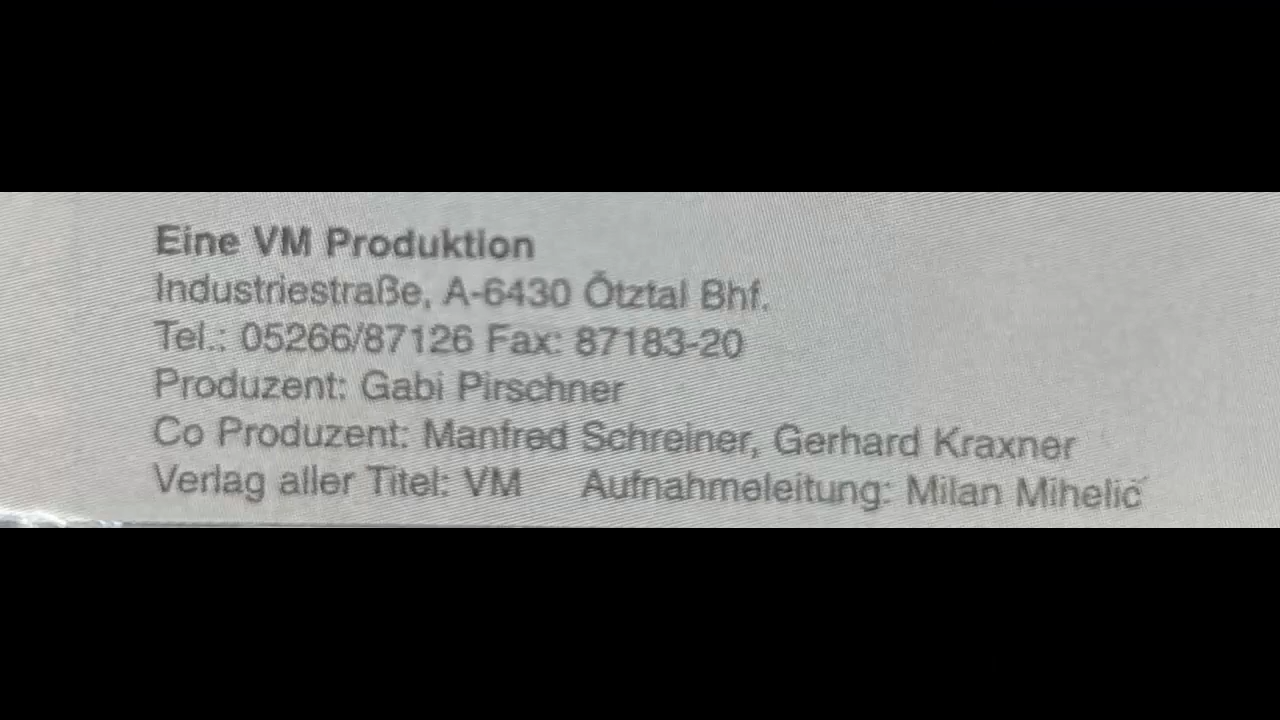 Eine VM Produktion
Industriestraße, A-6430 Ötztal Bhf.
Tel.: 05266/87126 Fax: 87183-20
Produzent: Gabi Pirschner
Co Produzent: Manfred Schreiner, Gerhard Kraxner
Verlag aller Titel: VM Aufnahmeleitung: Milan Mihelič